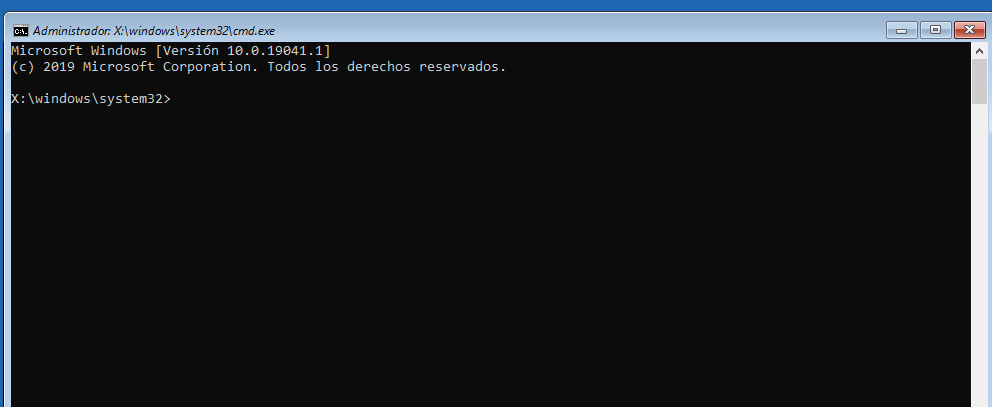 Administrador: X:\windows\system32\cmd.exe
Microsoft Windows [Versión 10.0.19041.1]
(c) 2019 Microsoft Corporation. Todos los derechos reservados.
X:\windows\system32>